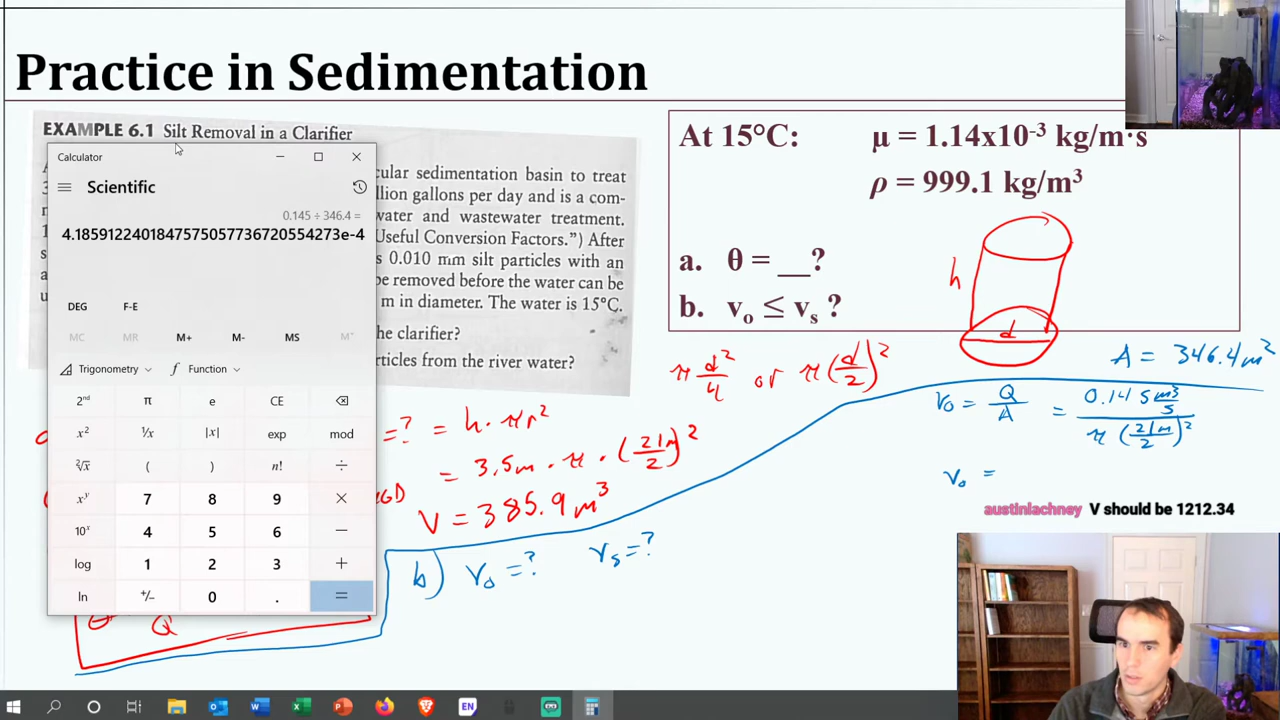 Practice in Sedimentation
EXAMPLE 6.1 Silt Removal in a Clarifier
cular sedimentation basin to treat
llion gallons per day and is a com-
water and wastewater treatment.
Useful Conversion Factors.") After
s 0.010 mm silt particles with an
be removed before the water can be
m in diameter. The water is 15°C.
he clarifier?
rticles from the river water?
Calculator
Scientific
0.145 ÷ 346.4 =
4.1859122401847575057736720554273e-4
DEG F-E
MC MR M+ M- MS M˅
Trigonometry Function
2nd π e CE
x² ¹/x |x| exp mod
²√x ( ) n! ÷
xʸ 7 8 9 ×
10ˣ 4 5 6 −
log 1 2 3 +
ln +/− 0 . =
At 15°C: μ = 1.14x10⁻³ kg/m·s
ρ = 999.1 kg/m³
a. θ = __?
b. vₒ ≤ vₛ ?
h
d
π d²/4 or π(d/2)²
A = 346.4 m²
vₒ = Q/A = 0.145 m³/s / π(21m/2)²
vₒ =
=? = h · πr²
= 3.5m · π · (21m/2)²
GD
V = 385.9 m³
b) vₒ =? vₛ =?
θ= Q
austinlachney V should be 1212.34
EN